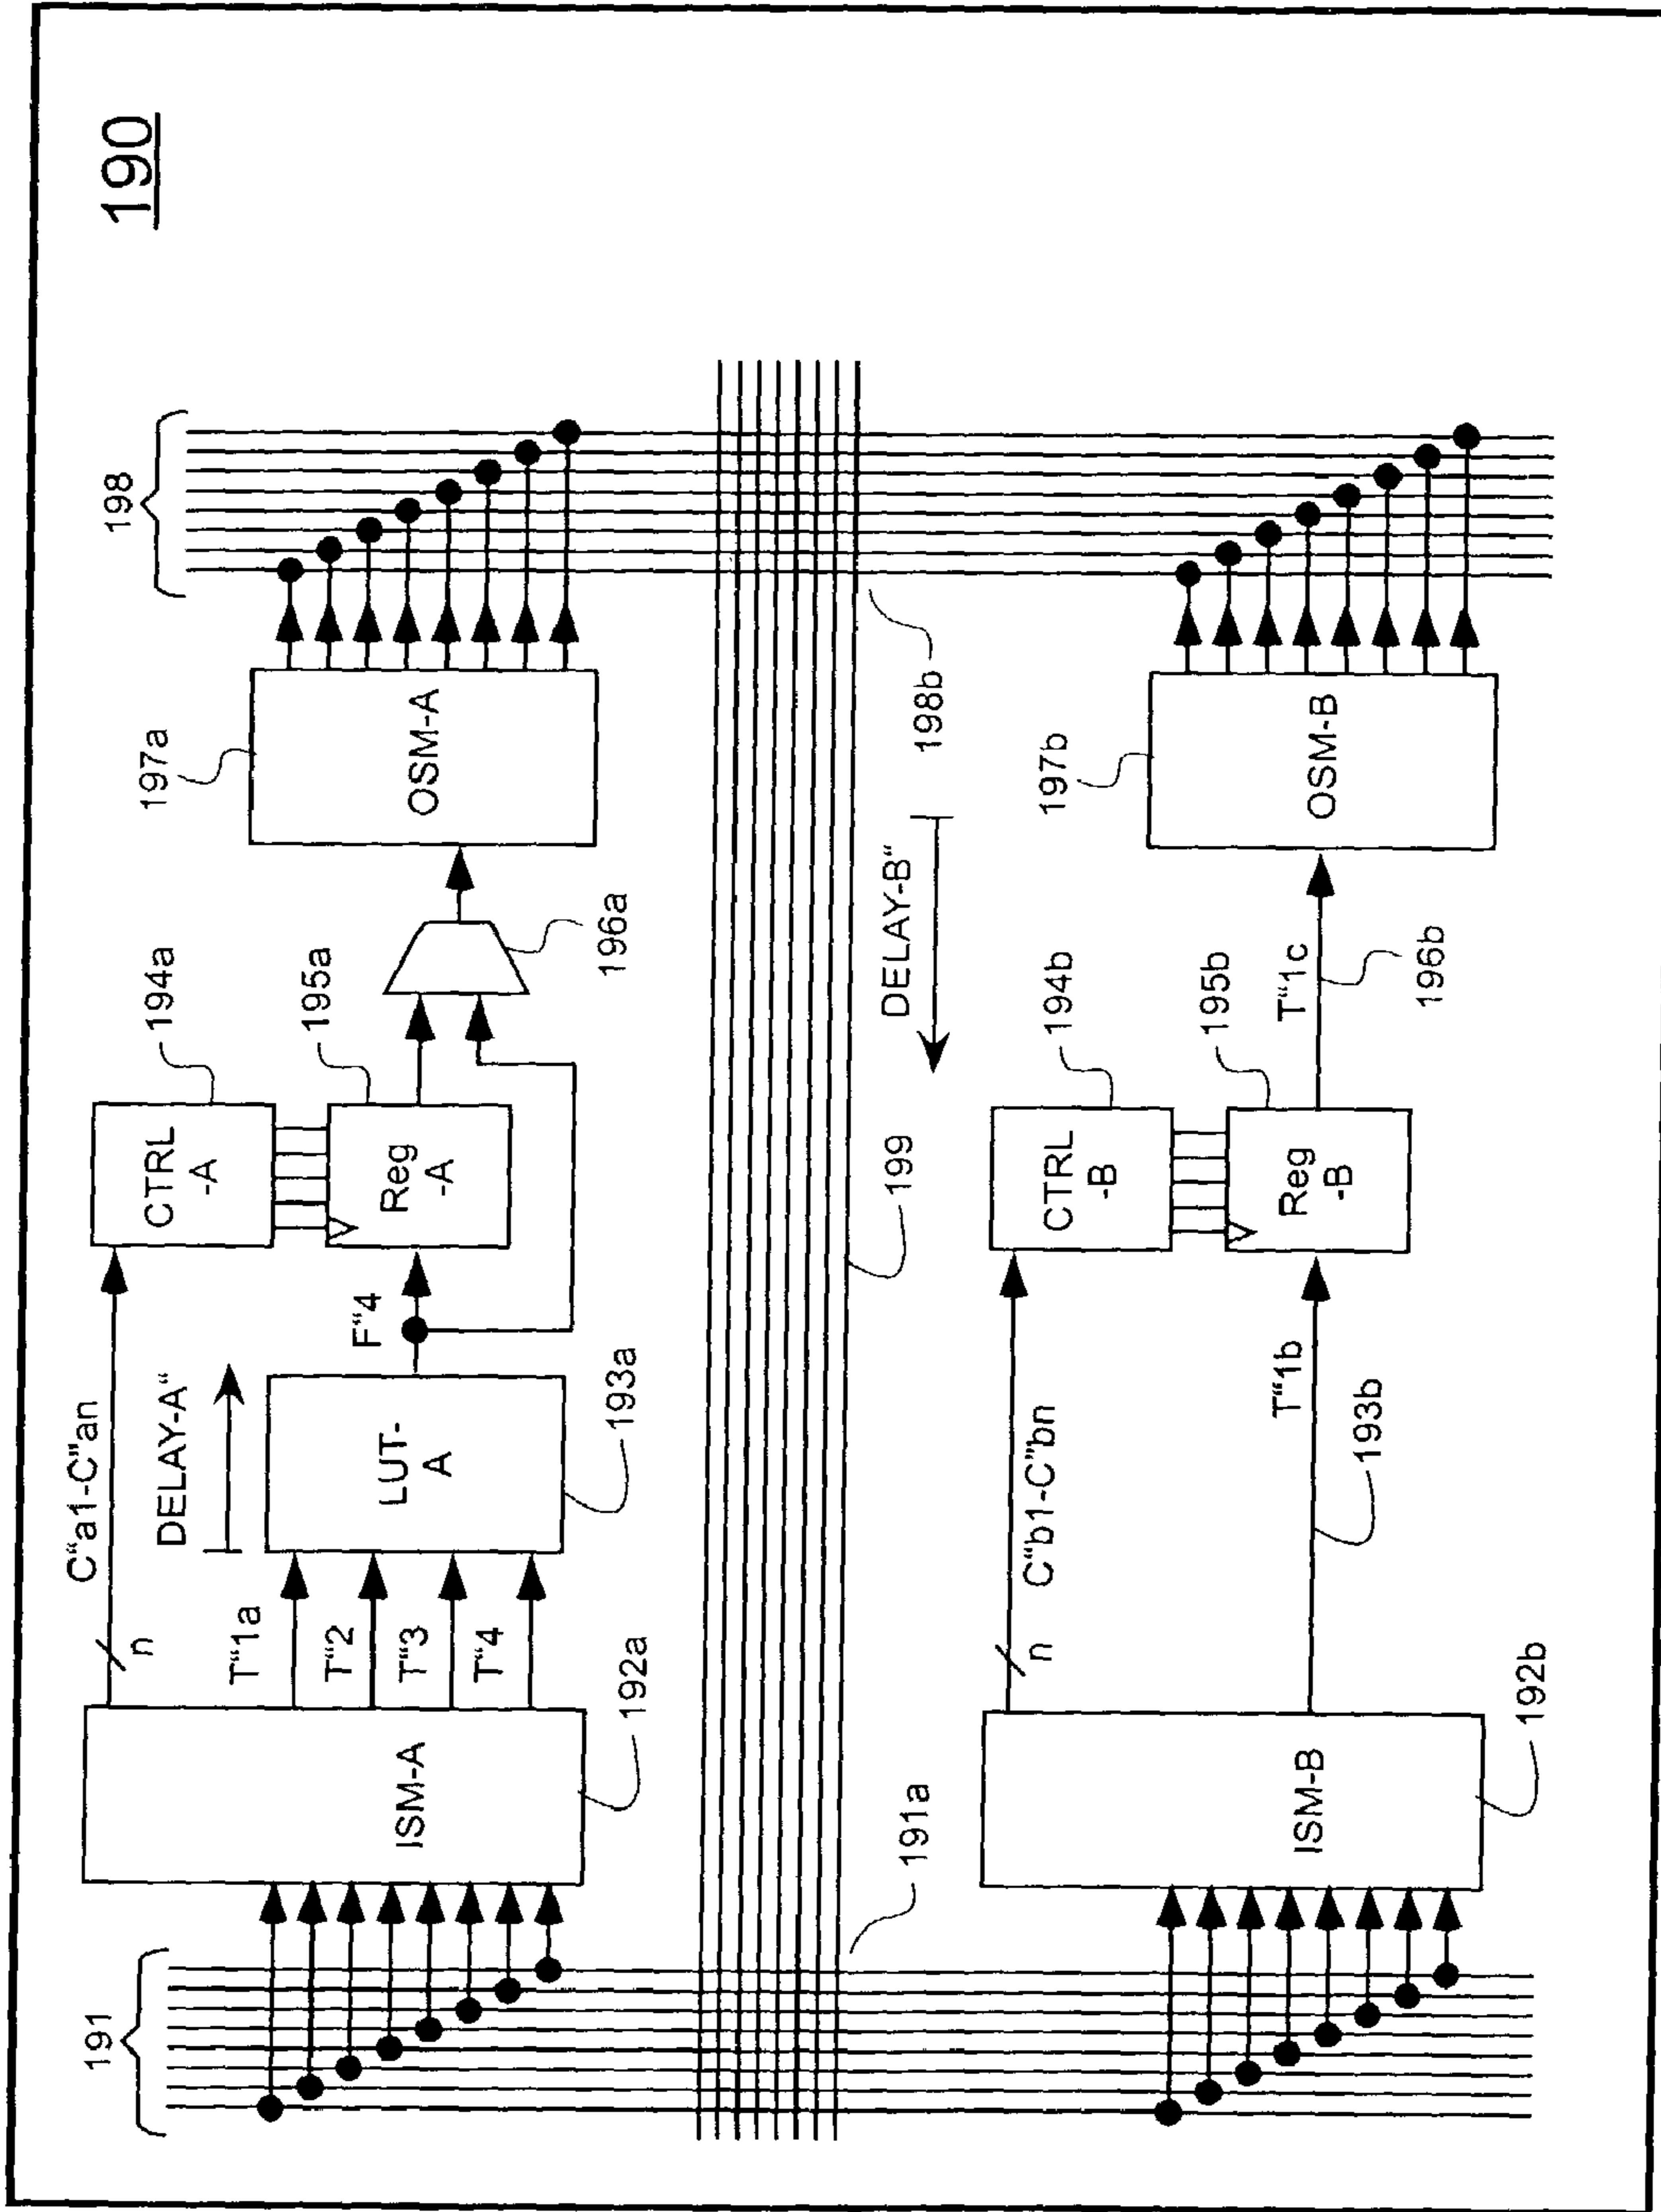 190
191
198
C“a1-C”an
n
DELAY-A“
T“1a
T“2
T“3
T“4
ISM-A
192a
LUT-
A
193a
F“4
CTRL
-A
194a
Reg
-A
195a
196a
OSM-A
197a
191a
199
DELAY-B“
198b
C“b1-C”bn
n
ISM-B
192b
T“1b
193b
CTRL
-B
194b
Reg
-B
195b
T“1c
196b
OSM-B
197b